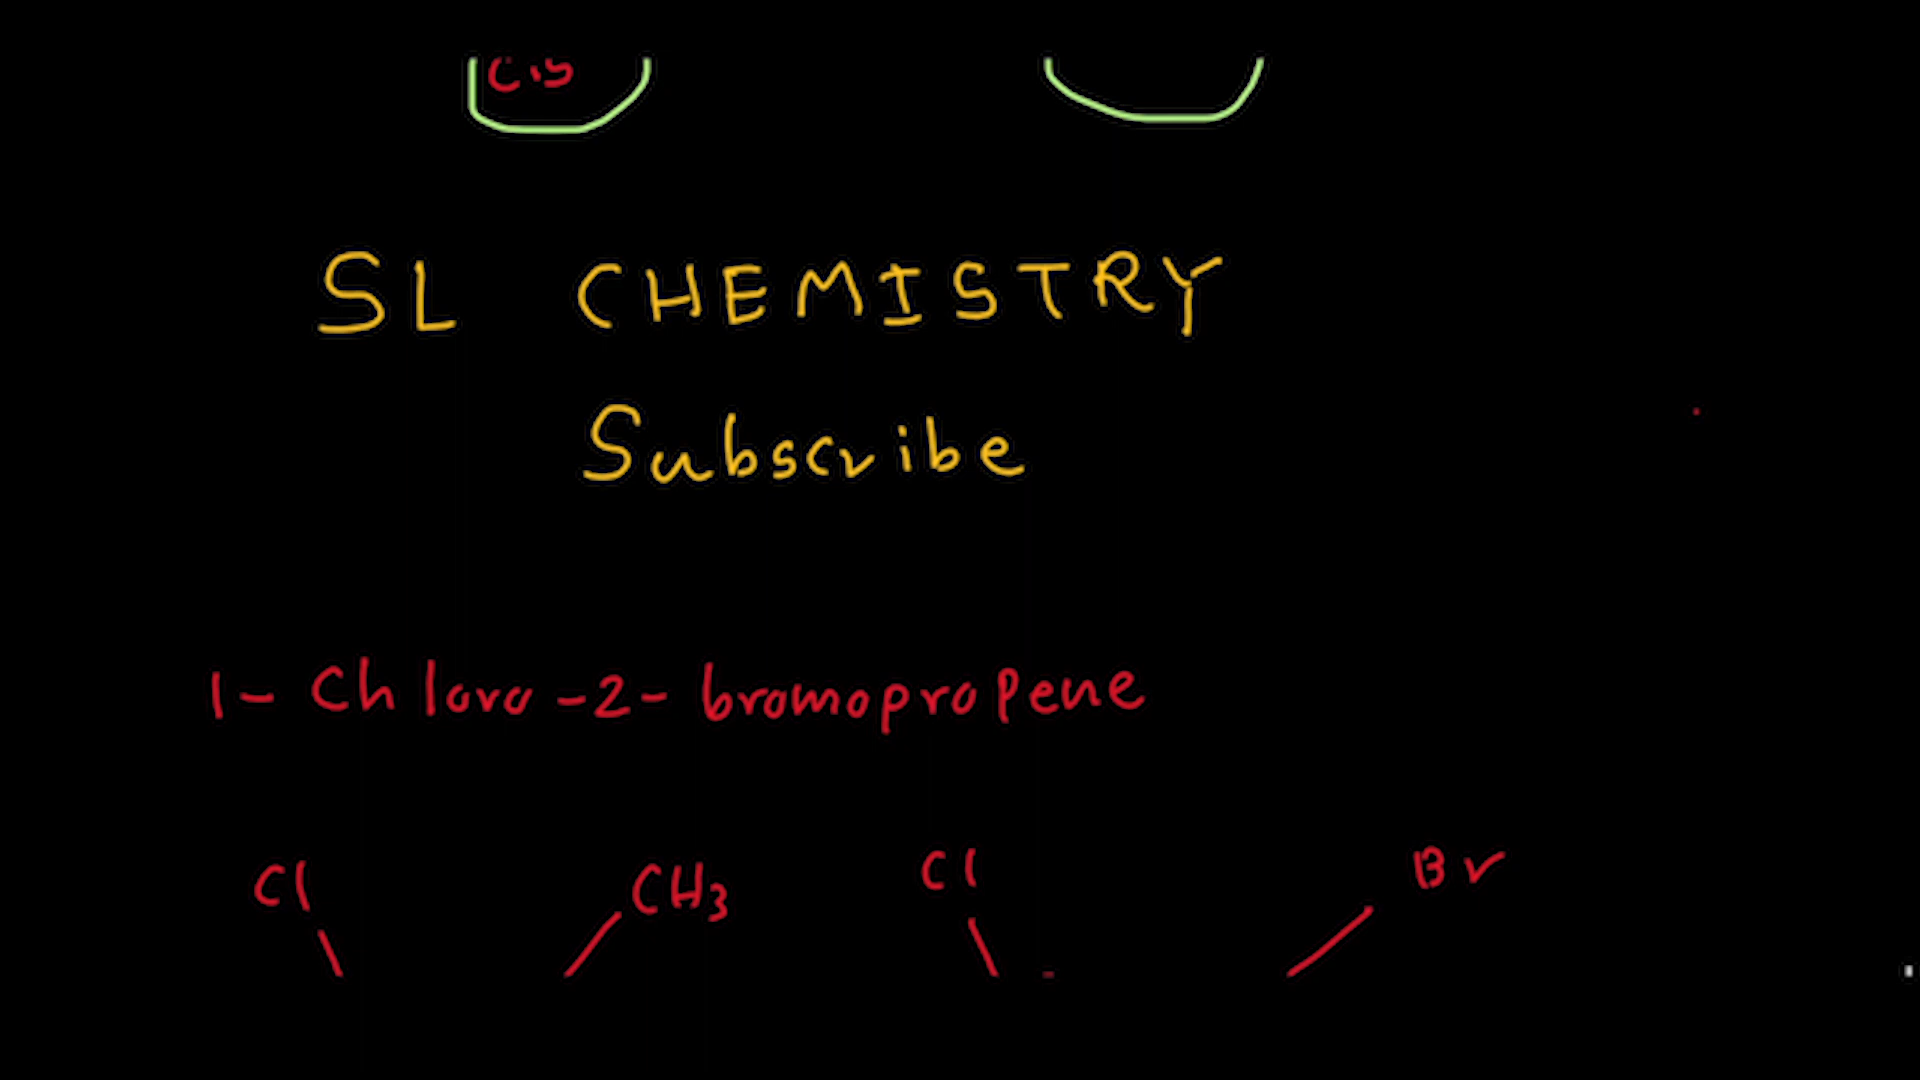 Cis
SL CHEMISTRY
Subscribe
1- Chloro -2- bromopropene
Cl CH3 Cl Br